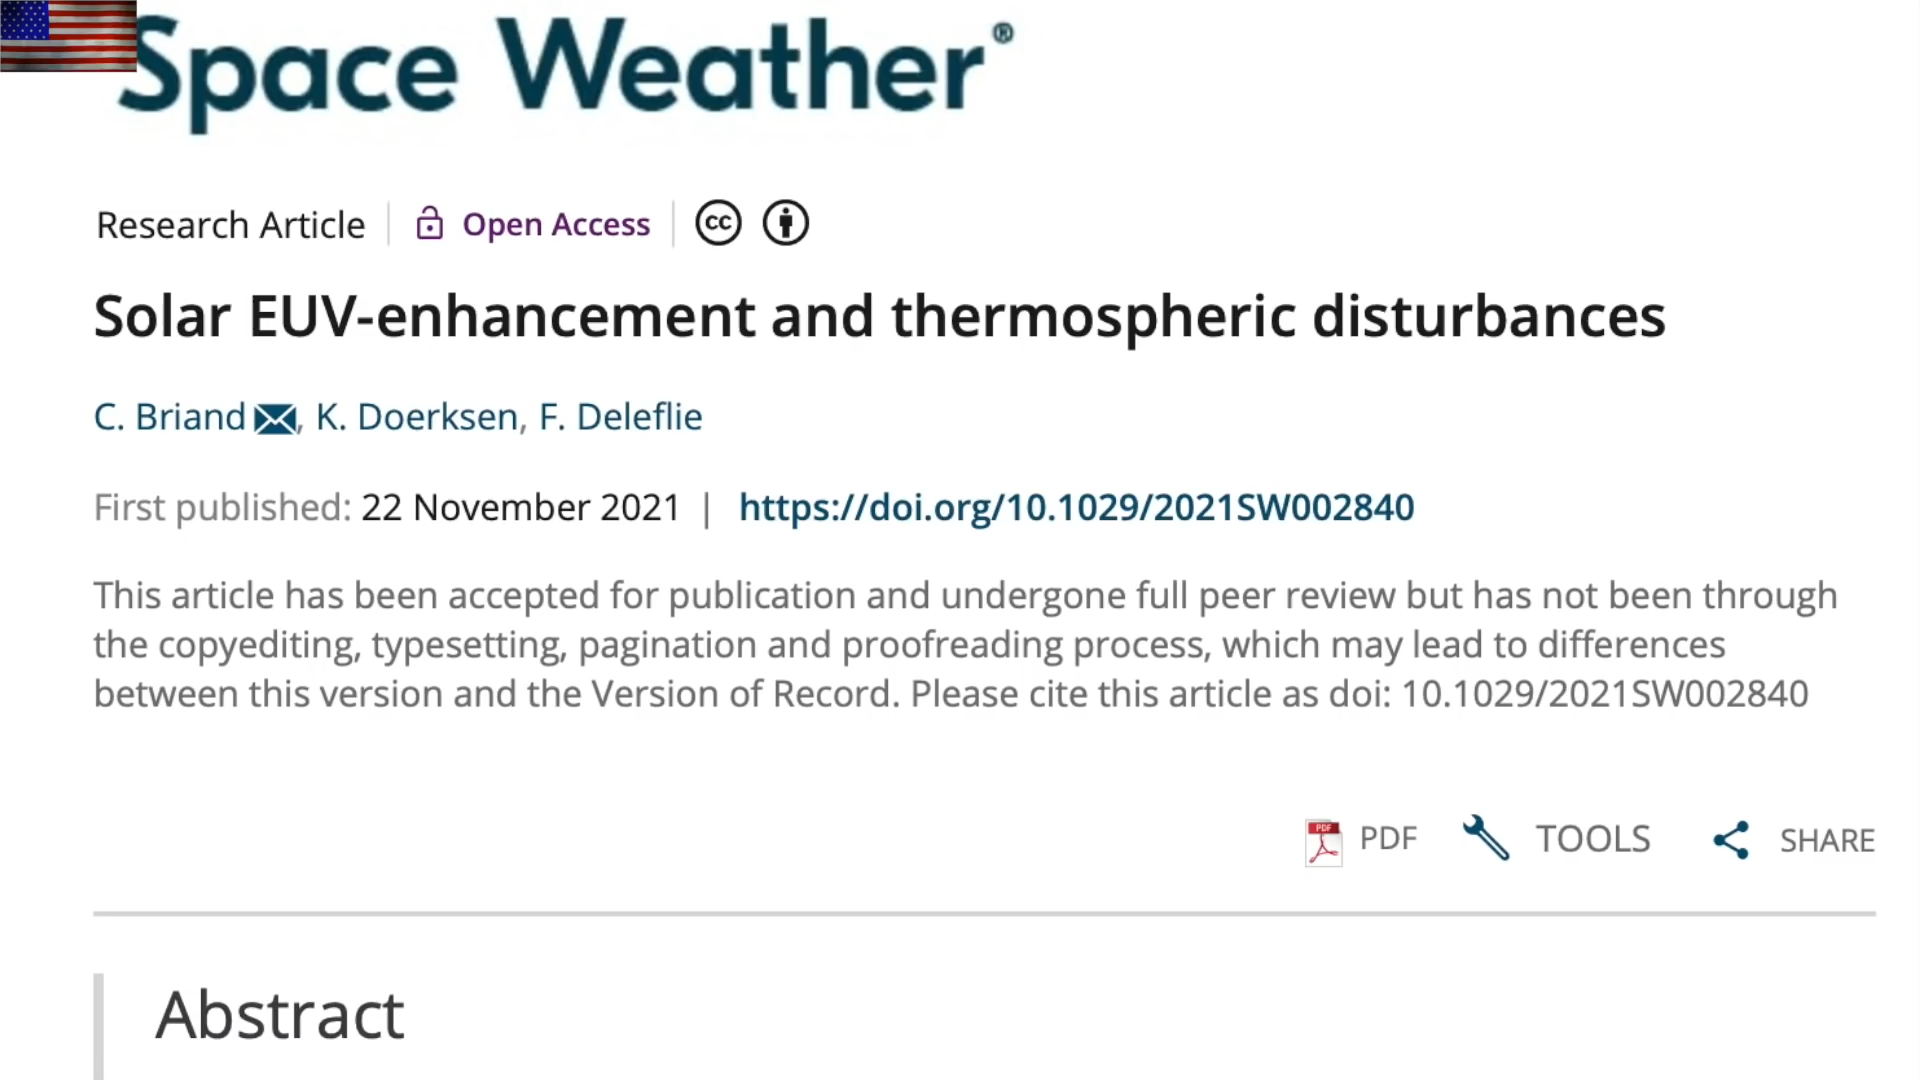 Space Weather®
Research Article | Open Access | cc
Solar EUV-enhancement and thermospheric disturbances
C. Briand, K. Doerksen, F. Deleflie
First published: 22 November 2021 | https://doi.org/10.1029/2021SW002840
This article has been accepted for publication and undergone full peer review but has not been through
the copyediting, typesetting, pagination and proofreading process, which may lead to differences
between this version and the Version of Record. Please cite this article as doi: 10.1029/2021SW002840
PDF PDF TOOLS SHARE
Abstract